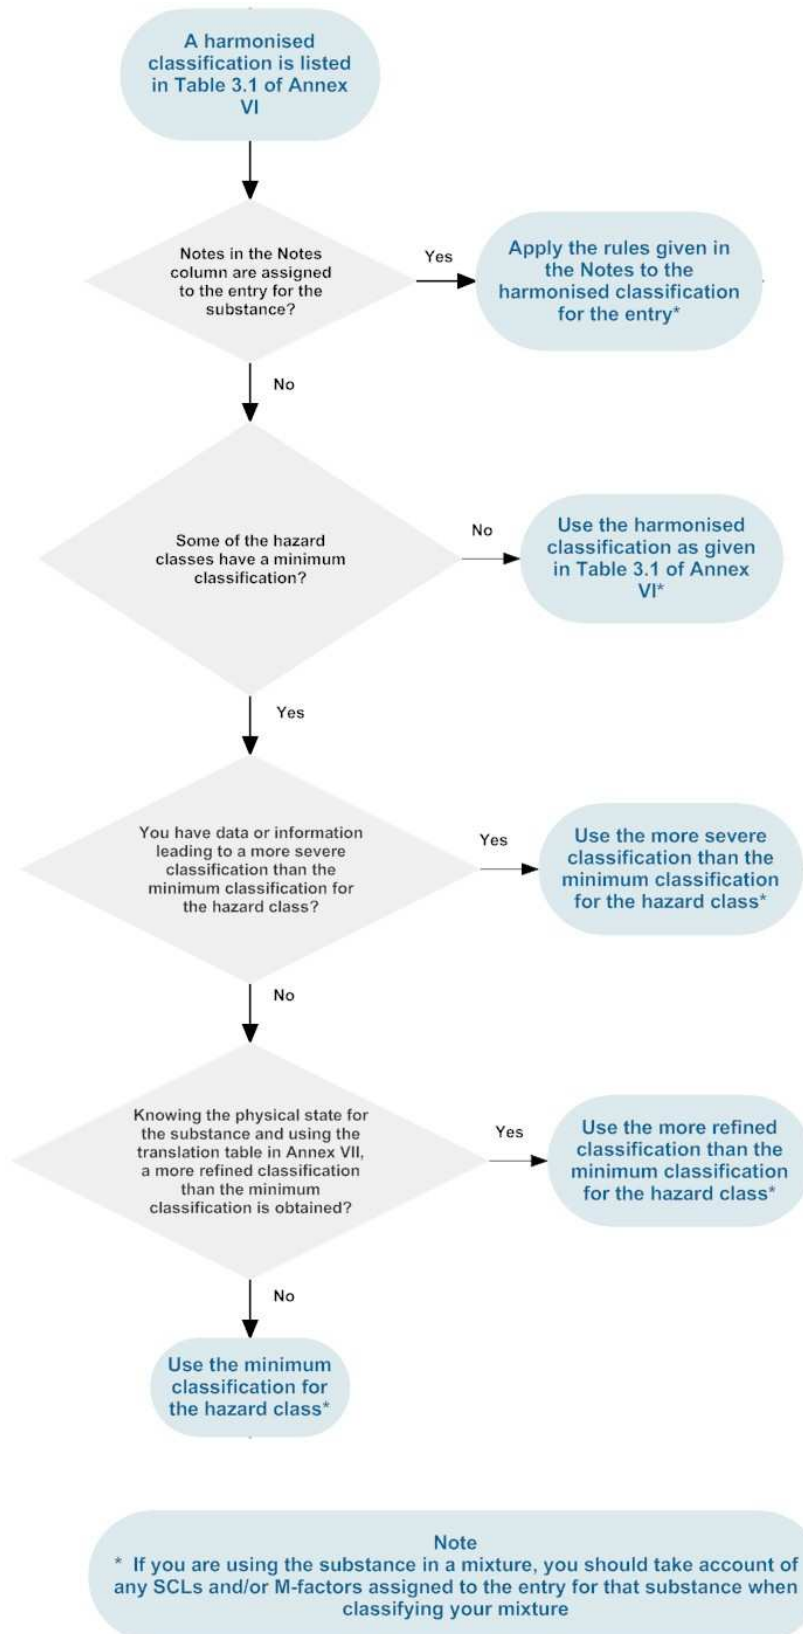 A harmonised
classification is listed
in Table 3.1 of Annex
VI
Notes in the Notes
column are assigned
to the entry for the
substance?
Yes
Apply the rules given in
the Notes to the
harmonised classification
for the entry*
No
Some of the hazard
classes have a minimum
classification?
No
Use the harmonised
classification as given
in Table 3.1 of Annex
VI*
Yes
You have data or information
leading to a more severe
classification than the
minimum classification for
the hazard class?
Yes
Use the more severe
classification than the
minimum classification
for the hazard class*
No
Knowing the physical state for
the substance and using the
translation table in Annex VII,
a more refined classification
than the minimum
classification is obtained?
Yes
Use the more refined
classification than the
minimum classification
for the hazard class*
No
Use the minimum
classification for
the hazard class*
Note
* If you are using the substance in a mixture, you should take account of
any SCLs and/or M-factors assigned to the entry for that substance when
classifying your mixture